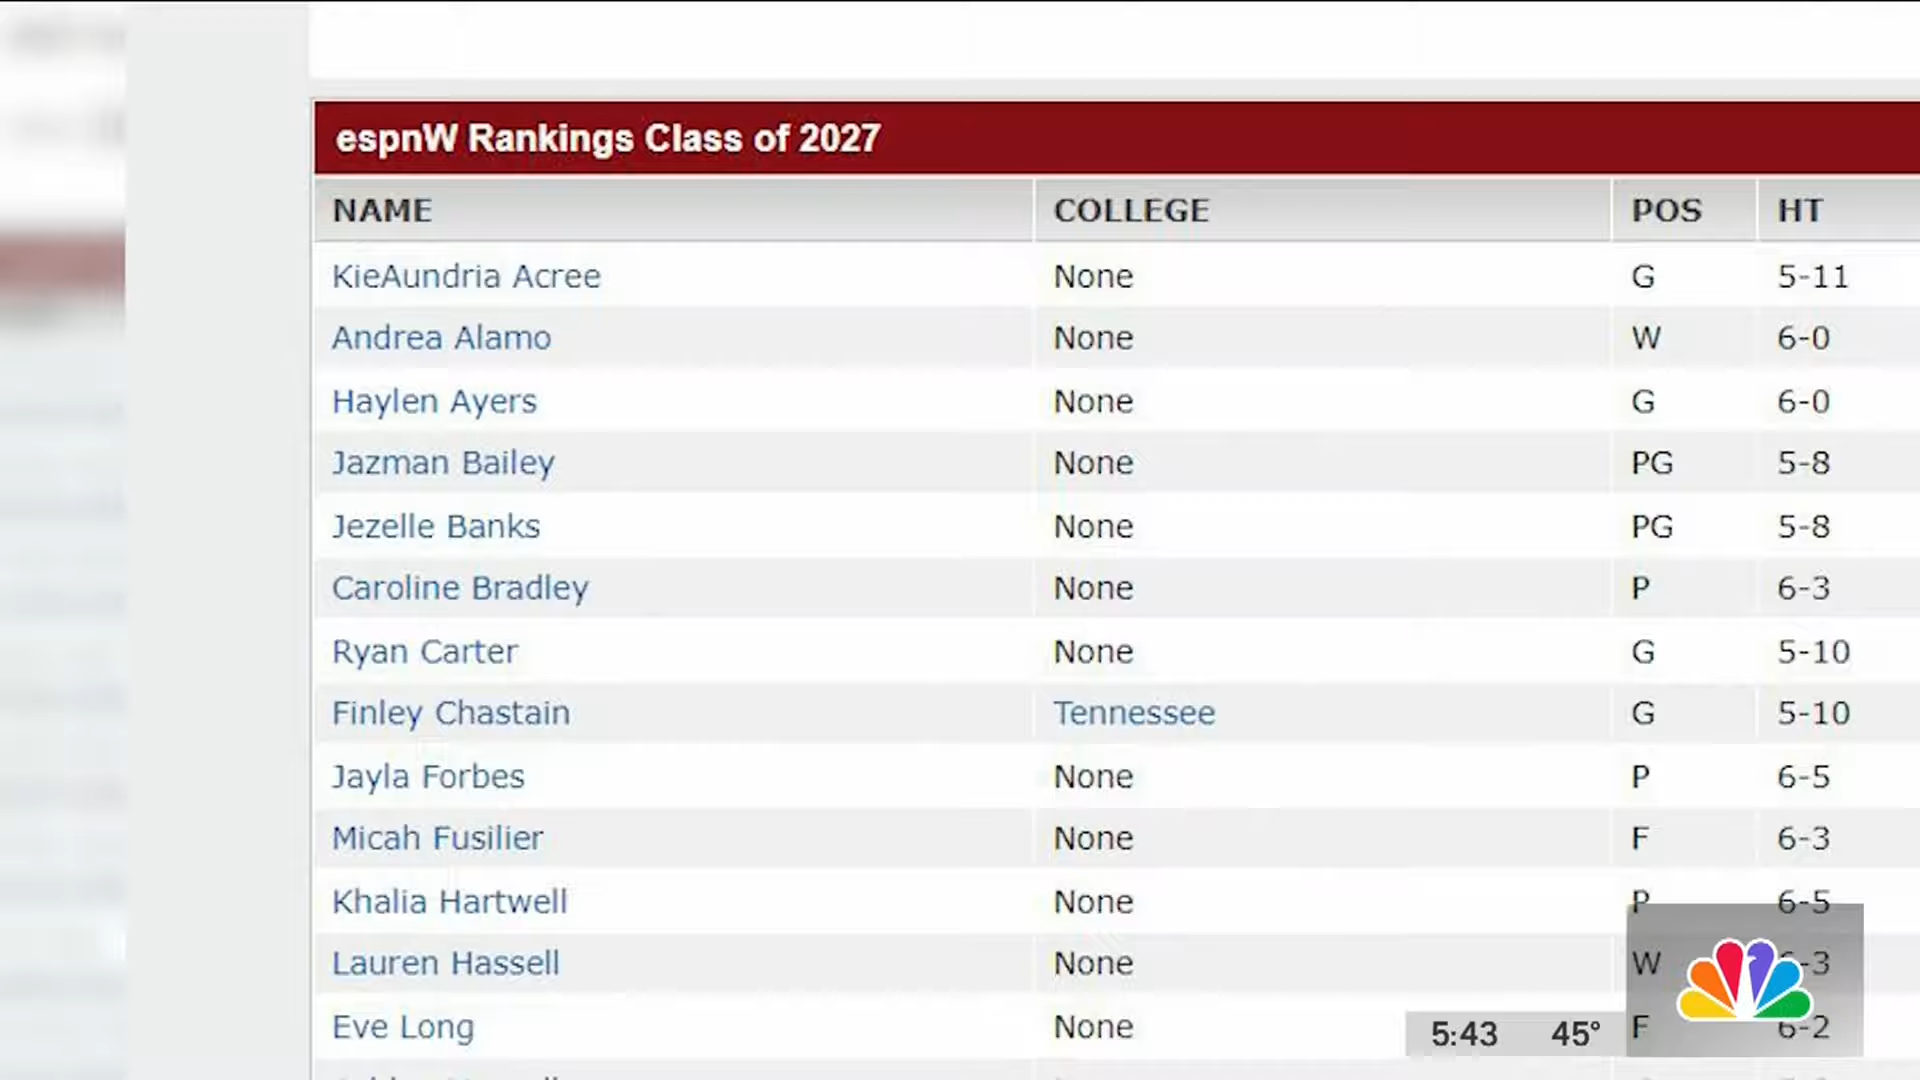 espnW Rankings Class of 2027
NAME COLLEGE POS HT
KieAundria Acree None G 5-11
Andrea Alamo None W 6-0
Haylen Ayers None G 6-0
Jazman Bailey None PG 5-8
Jezelle Banks None PG 5-8
Caroline Bradley None P 6-3
Ryan Carter None G 5-10
Finley Chastain Tennessee G 5-10
Jayla Forbes None P 6-5
Micah Fusilier None F 6-3
Khalia Hartwell None P 6-5
Lauren Hassell None W 6-3
Eve Long None F 6-2
5:43 45°